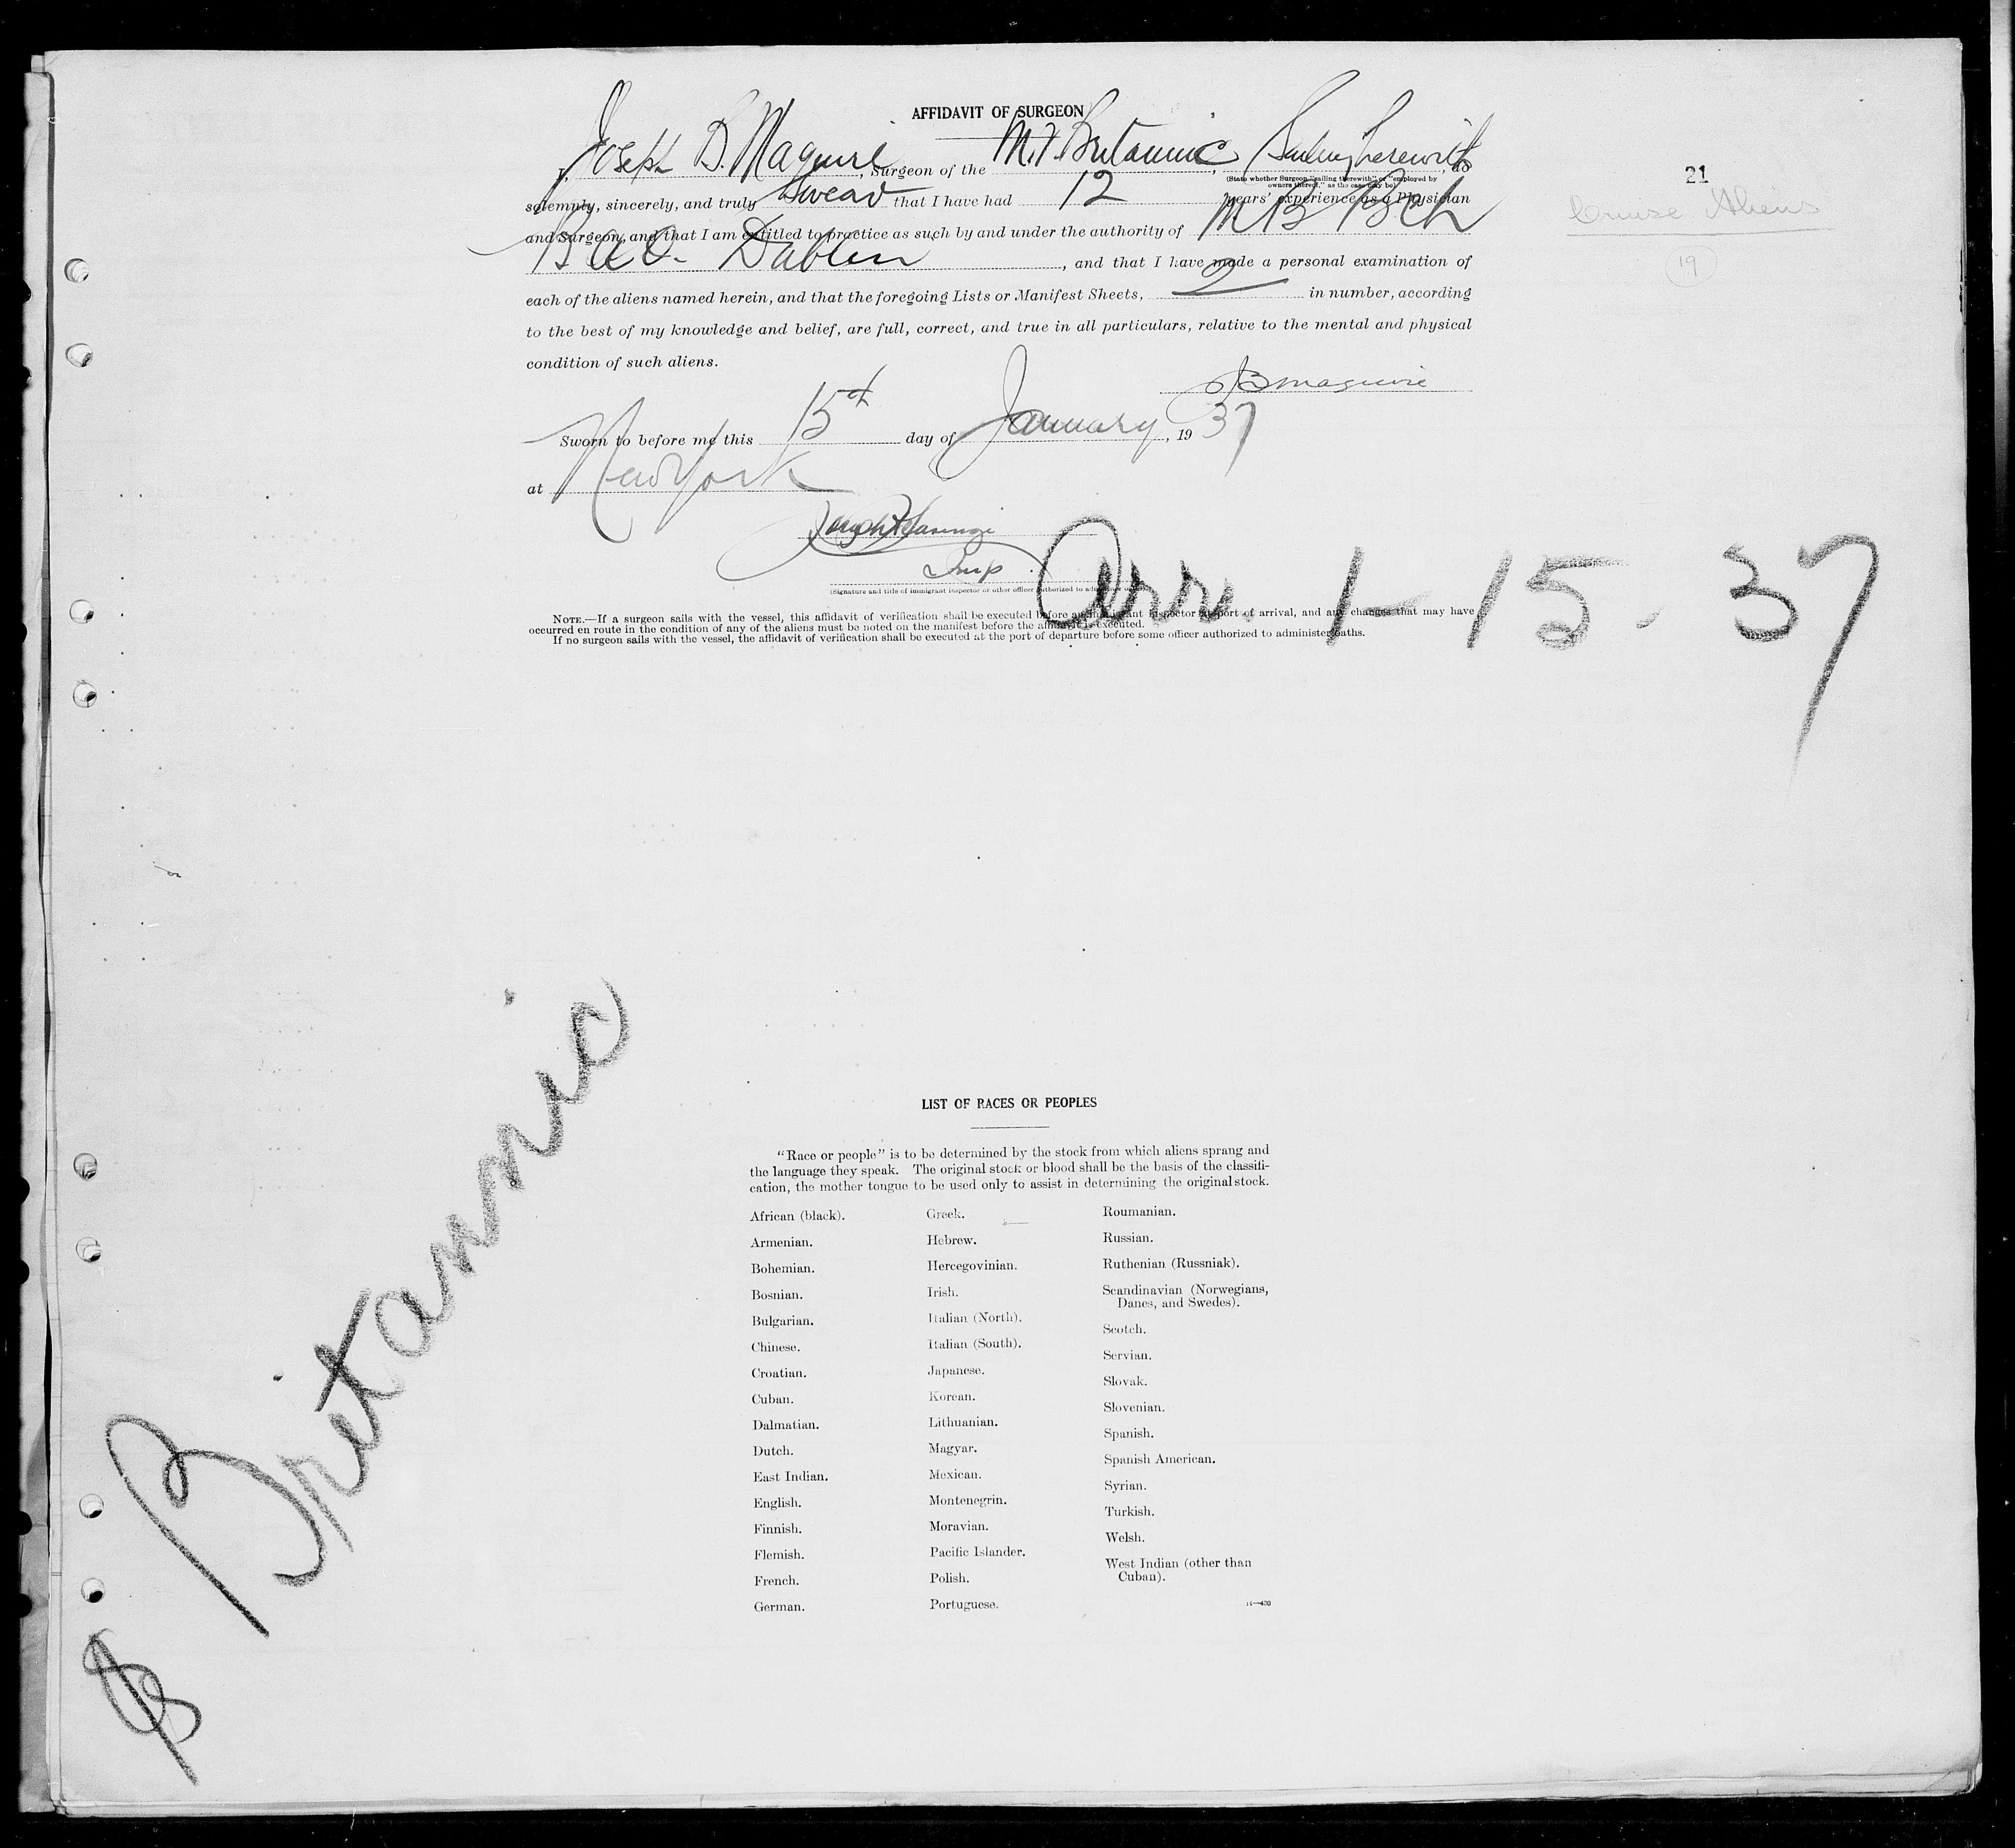 AFFIDAVIT OF SURGEON
I, Joseph B. Maguire, Surgeon of the M.V. Britannic, Sailing therewith, do
(State whether Surgeon "sailing therewith" or "employed by
owners thereof," as the case may be)
21
solemnly, sincerely, and truly swear that I have had 12 years' experience as a Physician
Cruise Aliens
and Surgeon, and that I am entitled to practice as such by and under the authority of M B B Ch
B A O. Dublin, and that I have made a personal examination of
19
each of the aliens named herein, and that the foregoing Lists or Manifest Sheets, 2 in number, according
to the best of my knowledge and belief, are full, correct, and true in all particulars, relative to the mental and physical
condition of such aliens.
JB Maguire
Sworn to before me this 15th day of January, 1937
at New York
Insp.
(Signature and title of immigrant inspector or other officer authorized to
Arr. 1-15-37
NOTE.—If a surgeon sails with the vessel, this affidavit of verification shall be executed before an immigrant inspector at port of arrival, and any changes that may have
occurred en route in the condition of any of the aliens must be noted on the manifest before the affidavit is executed.
If no surgeon sails with the vessel, the affidavit of verification shall be executed at the port of departure before some officer authorized to administer oaths.
Britannic
LIST OF RACES OR PEOPLES
"Race or people" is to be determined by the stock from which aliens sprang and
the language they speak. The original stock or blood shall be the basis of the classifi-
cation, the mother tongue to be used only to assist in determining the original stock.
African (black).
Armenian.
Bohemian.
Bosnian.
Bulgarian.
Chinese.
Croatian.
Cuban.
Dalmatian.
Dutch.
East Indian.
English.
Finnish.
Flemish.
French.
German.
Greek.
Hebrew.
Hercegovinian.
Irish.
Italian (North).
Italian (South).
Japanese.
Korean.
Lithuanian.
Magyar.
Mexican.
Montenegrin.
Moravian.
Pacific Islander.
Polish.
Portuguese.
Roumanian.
Russian.
Ruthenian (Russniak).
Scandinavian (Norwegians,
Danes, and Swedes).
Scotch.
Servian.
Slovak.
Slovenian.
Spanish.
Spanish American.
Syrian.
Turkish.
Welsh.
West Indian (other than
Cuban).